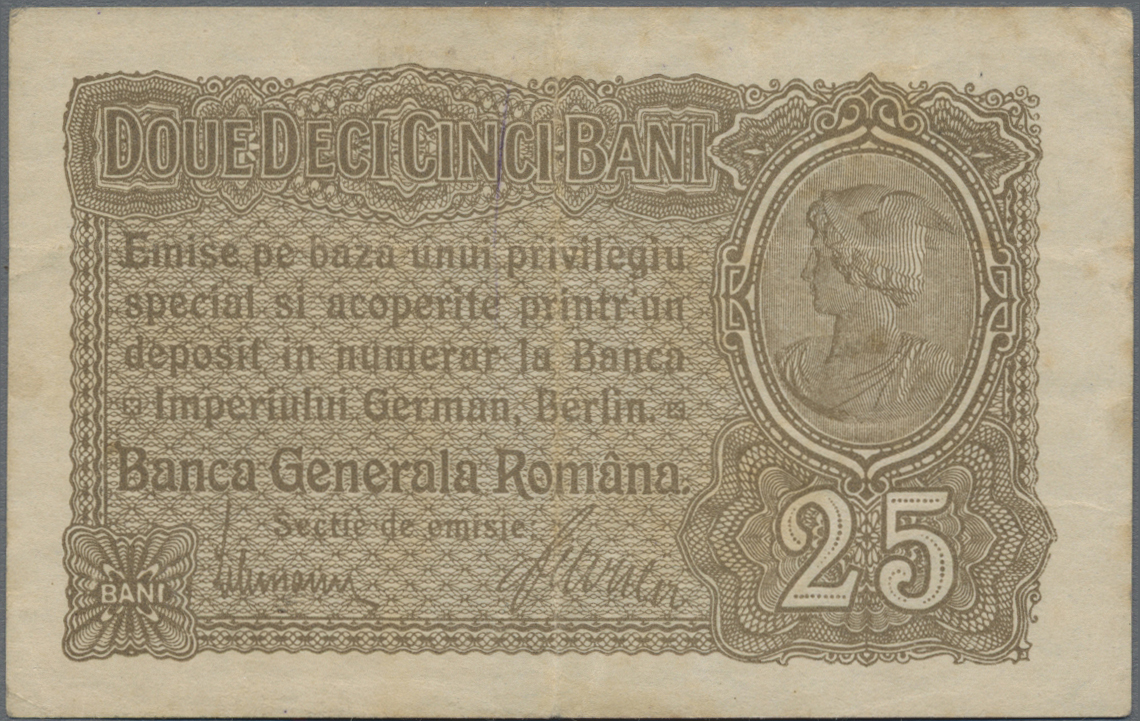 DOUE DECI CINCI BANI
Emise pe baza unui privilegiu
special si acoperite printr'un
deposit in numerar la Banca
Imperiului German, Berlin.
Banca Generala Româna.
Sectie de emisie:
BANI
25